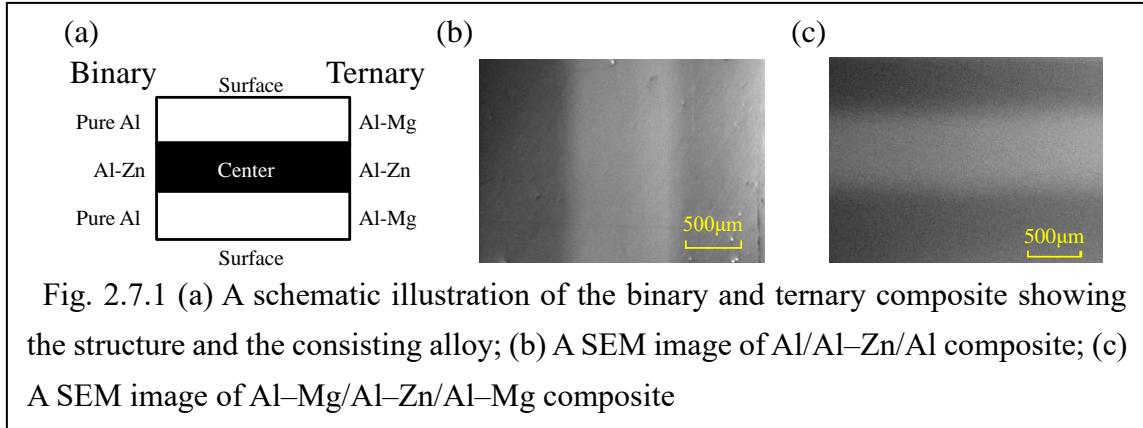 (a)
(b)
(c)
Binary
Ternary
Surface
Pure Al
Al-Mg
Al-Zn
Center
Al-Zn
Pure Al
Al-Mg
Surface
500μm
500μm
Fig. 2.7.1 (a) A schematic illustration of the binary and ternary composite showing
the structure and the consisting alloy; (b) A SEM image of Al/Al–Zn/Al composite; (c)
A SEM image of Al–Mg/Al–Zn/Al–Mg composite